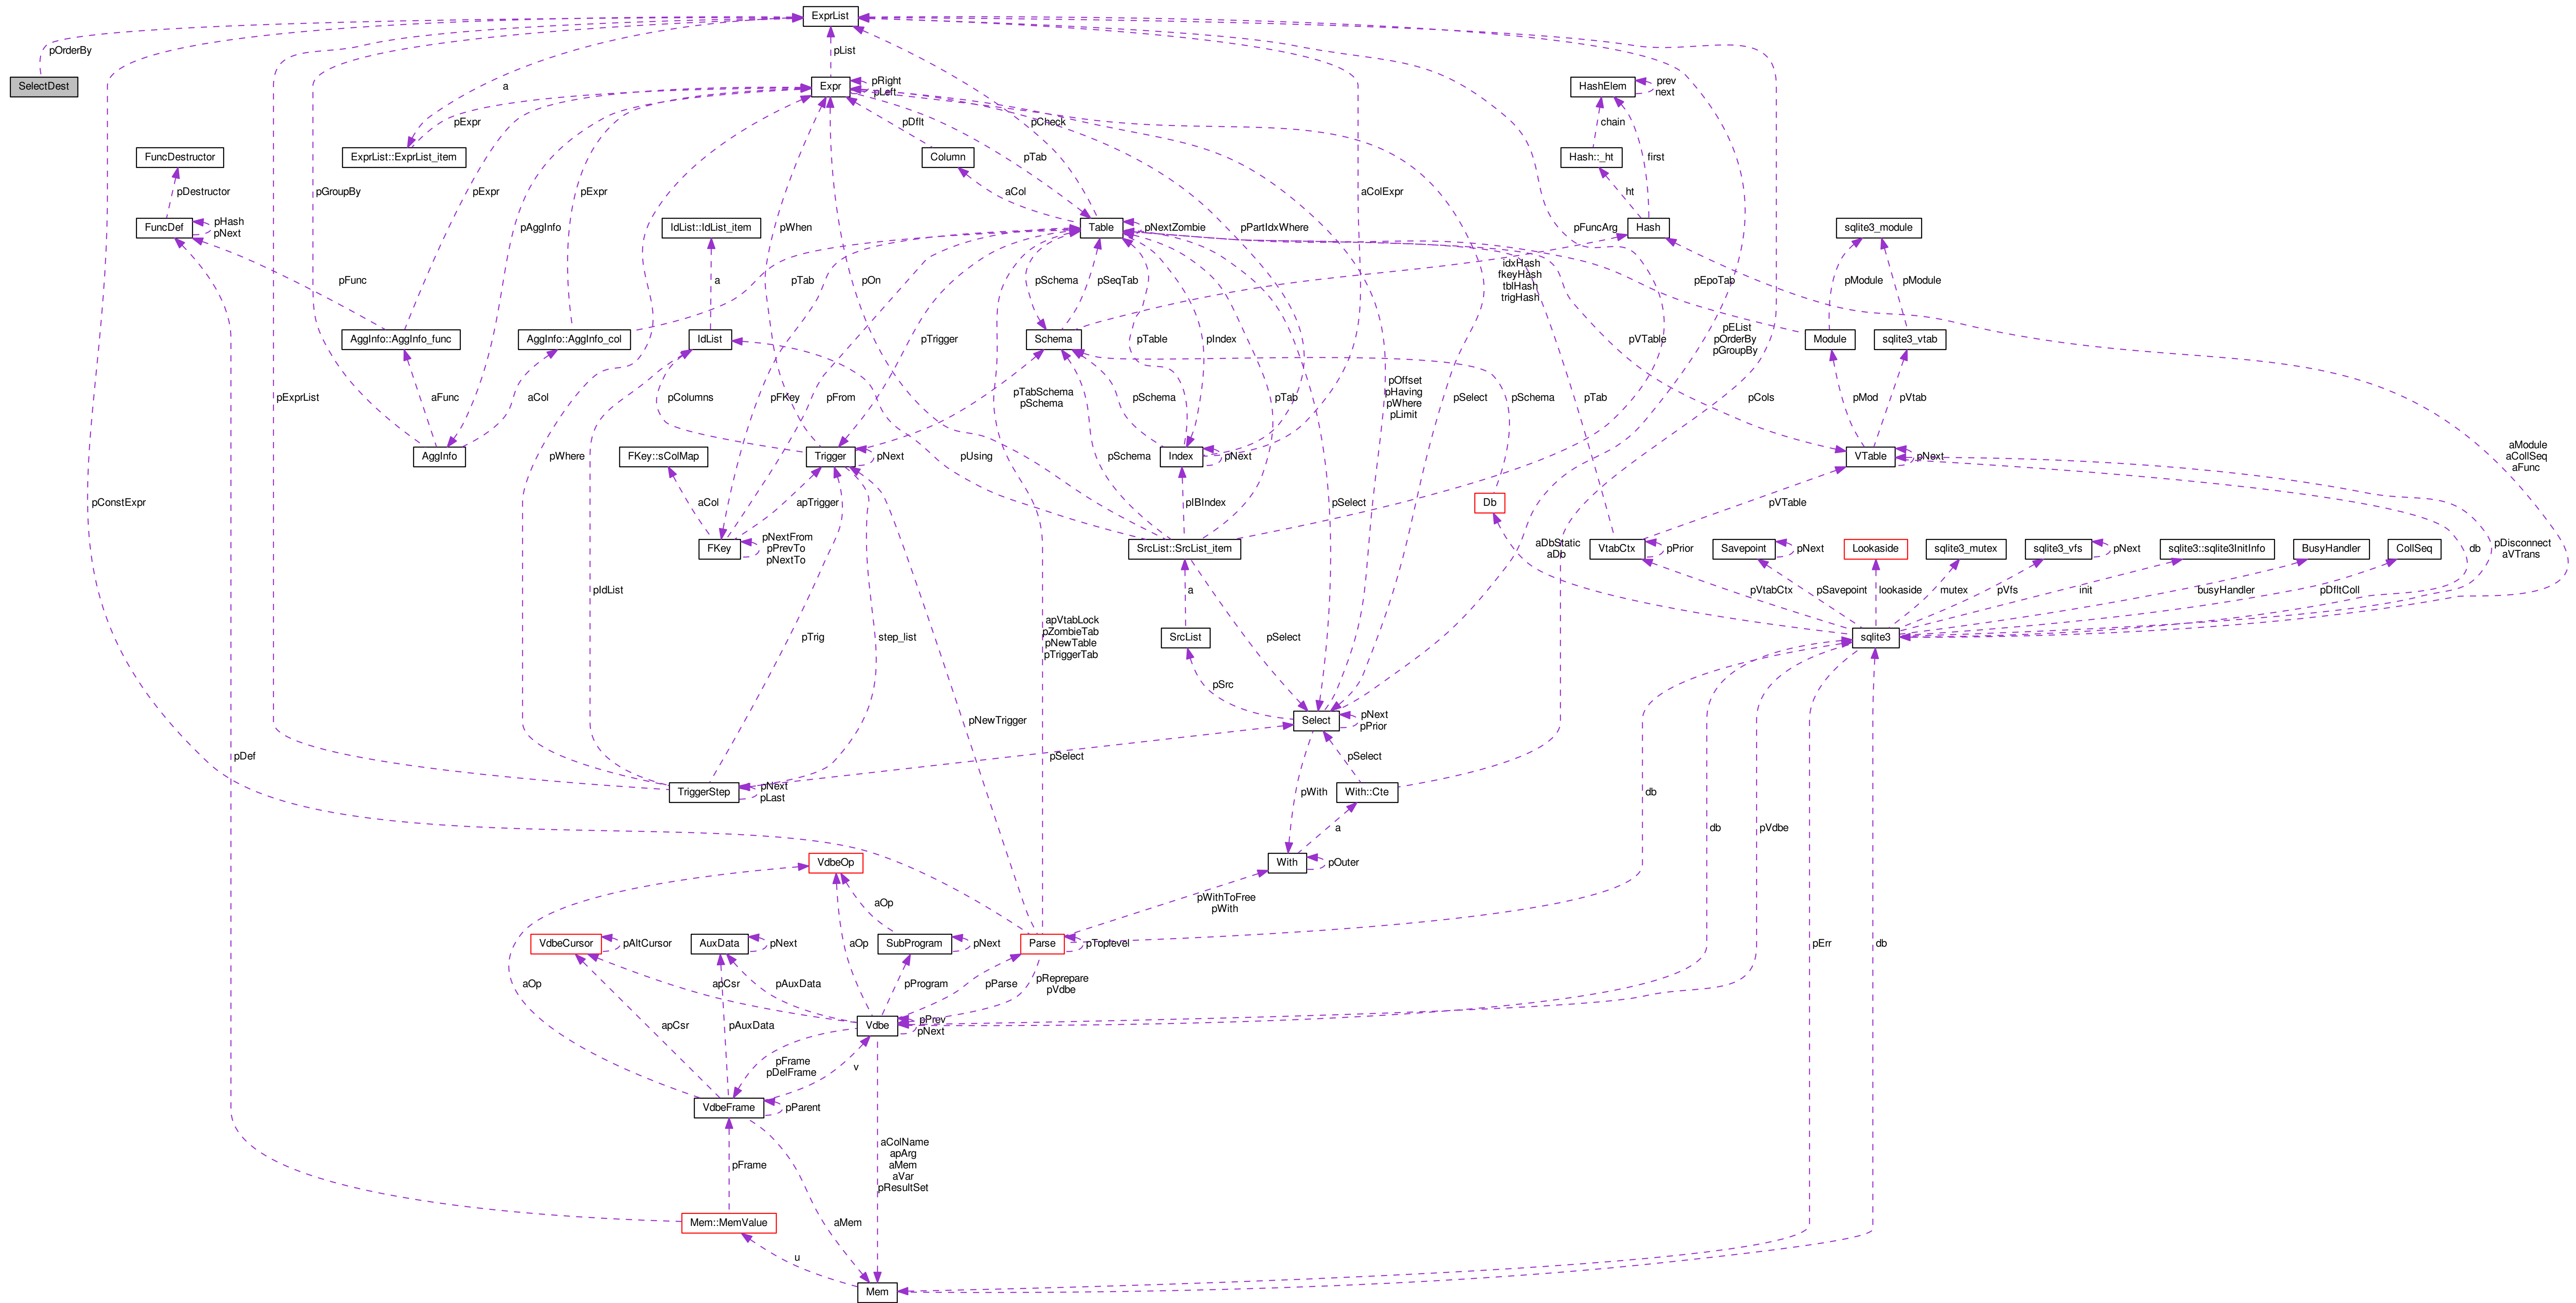 ExprList
pOrderBy
pList
SelectDest
a
Expr
pRight
pLeft
HashElem
prev
next
pExpr
pDflt
pCheck
chain
FuncDestructor
ExprList::ExprList_item
Column
pTab
Hash::_ht
first
pDestructor
pGroupBy
pExpr
pExpr
aCol
aColExpr
ht
FuncDef
pHash
pNext
pAggInfo
IdList::IdList_item
pWhen
Table
pNextZombie
pPartIdxWhere
pFuncArg
Hash
sqlite3_module
pFunc
a
pTab
pOn
pSchema
pSeqTab
idxHash
fkeyHash
tblHash
trigHash
pEpoTab
pModule
pModule
AggInfo::AggInfo_func
AggInfo::AggInfo_col
IdList
pTrigger
Schema
pTable
pIndex
pVTable
pEList
pOrderBy
pGroupBy
Module
sqlite3_vtab
pExprList
aFunc
aCol
pColumns
pFKey
pFrom
pTabSchema
pSchema
pSchema
pTab
pOffset
pHaving
pWhere
pLimit
pSelect
pSchema
pTab
pCols
pMod
pVtab
AggInfo
pWhere
FKey::sColMap
Trigger
pNext
pUsing
pSchema
Index
pNext
VTable
pNext
aModule
aCollSeq
aFunc
pConstExpr
aCol
apTrigger
pIBIndex
pSelect
Db
pVTable
FKey
pNextFrom
pPrevTo
pNextTo
SrcList::SrcList_item
aDbStatic
aDb
VtabCtx
pPrior
Savepoint
pNext
Lookaside
sqlite3_mutex
sqlite3_vfs
pNext
sqlite3::sqlite3InitInfo
BusyHandler
CollSeq
db
pDisconnect
aVTrans
pIdList
a
pVtabCtx
pSavepoint
lookaside
mutex
pVfs
init
busyHandler
pDfltColl
pTrig
step_list
apVtabLock
pZombieTab
pNewTable
pTriggerTab
SrcList
pSelect
sqlite3
pSrc
pNewTrigger
Select
pNext
pPrior
pDef
pSelect
pSelect
TriggerStep
pNext
pLast
pWith
With::Cte
db
a
db
pVdbe
VdbeOp
With
pOuter
aOp
pWithToFree
pWith
VdbeCursor
pAltCursor
AuxData
pNext
aOp
SubProgram
pNext
Parse
pToplevel
pErr
db
aOp
apCsr
pAuxData
pProgram
pParse
pReprepare
pVdbe
apCsr
pAuxData
Vdbe
pPrev
pNext
pFrame
pDelFrame
v
VdbeFrame
pParent
aColName
apArg
aMem
aVar
pResultSet
pFrame
Mem::MemValue
aMem
u
Mem